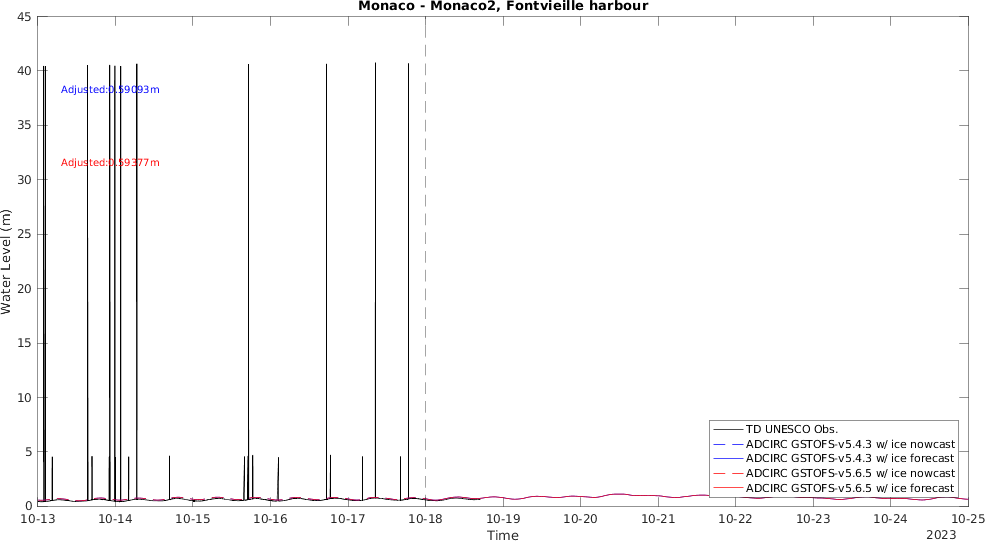 Monaco - Monaco2, Fontvieille harbour
45
40
35
30
25
20
15
10
5
0
Water Level (m)
Adjusted:0.59093m
Adjusted:0.59377m
TD UNESCO Obs.
ADCIRC GSTOFS-v5.4.3 w/ ice nowcast
ADCIRC GSTOFS-v5.4.3 w/ ice forecast
ADCIRC GSTOFS-v5.6.5 w/ ice nowcast
ADCIRC GSTOFS-v5.6.5 w/ ice forecast
10-13 10-14 10-15 10-16 10-17 10-18 10-19 10-20 10-21 10-22 10-23 10-24 10-25
Time
2023